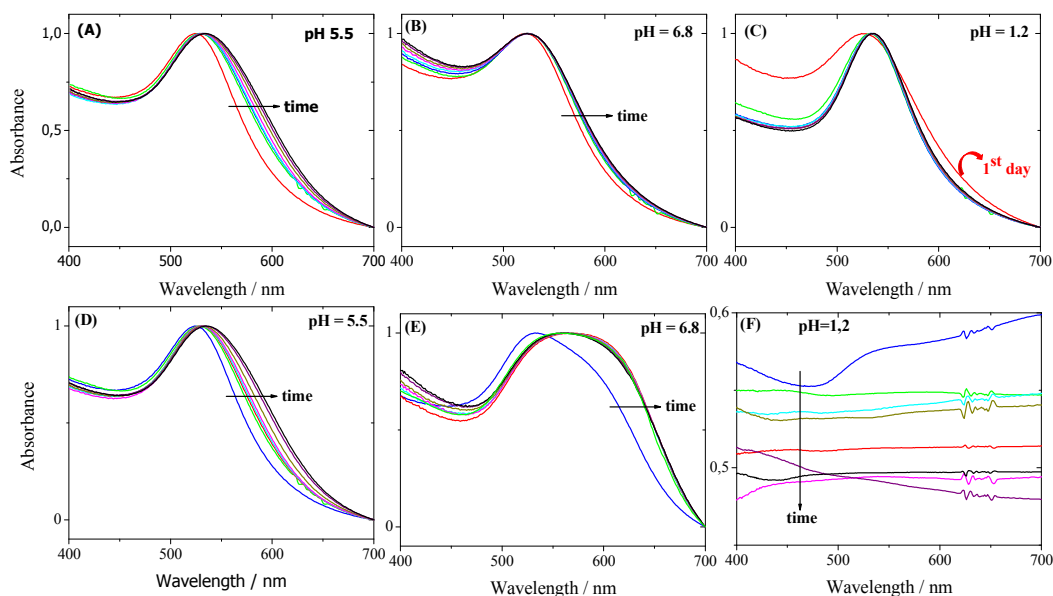 (A)
pH 5.5
1,0
0,5
0,0
time
400
500
600
700
Absorbance
Wavelength / nm
(B)
pH = 6.8
1
0
time
400
500
600
700
Wavelength / nm
(C)
pH = 1.2
1
0
1st day
400
500
600
700
Wavelength / nm
(D)
pH = 5.5
1
0
time
400
500
600
700
Absorbance
Wavelength / nm
(E)
pH = 6.8
1
0
time
400
500
600
700
Wavelength / nm
0,6
(F)
pH=1,2
0,5
time
400
500
600
700
Wavelength / nm